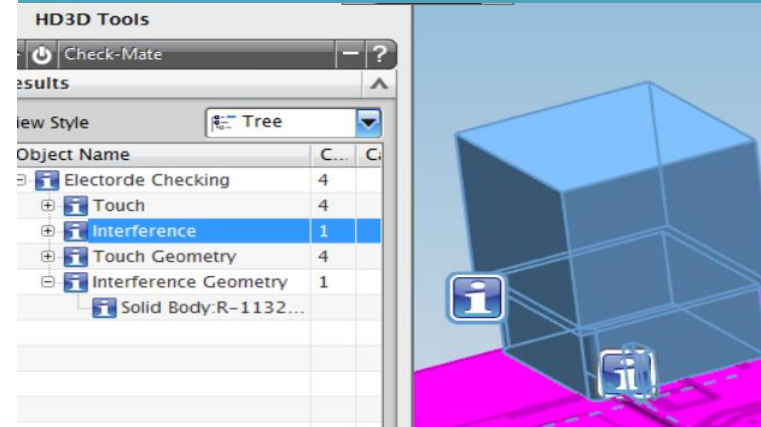 HD3D Tools
Check-Mate – ?
esults
iew Style Tree
Object Name C... Ca
Electorde Checking 4
Touch 4
Interference 1
Touch Geometry 4
Interference Geometry 1
Solid Body:R-1132...